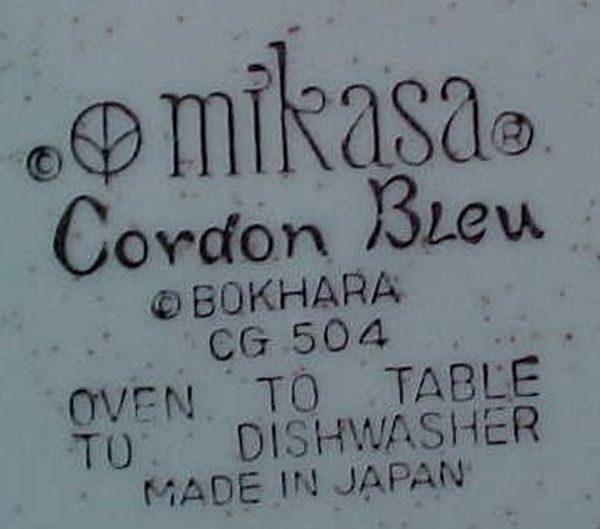 © mikasa®
Cordon BLeu
© BOKHARA
CG 504
OVEN TO TABLE
TO DISHWASHER
MADE IN JAPAN